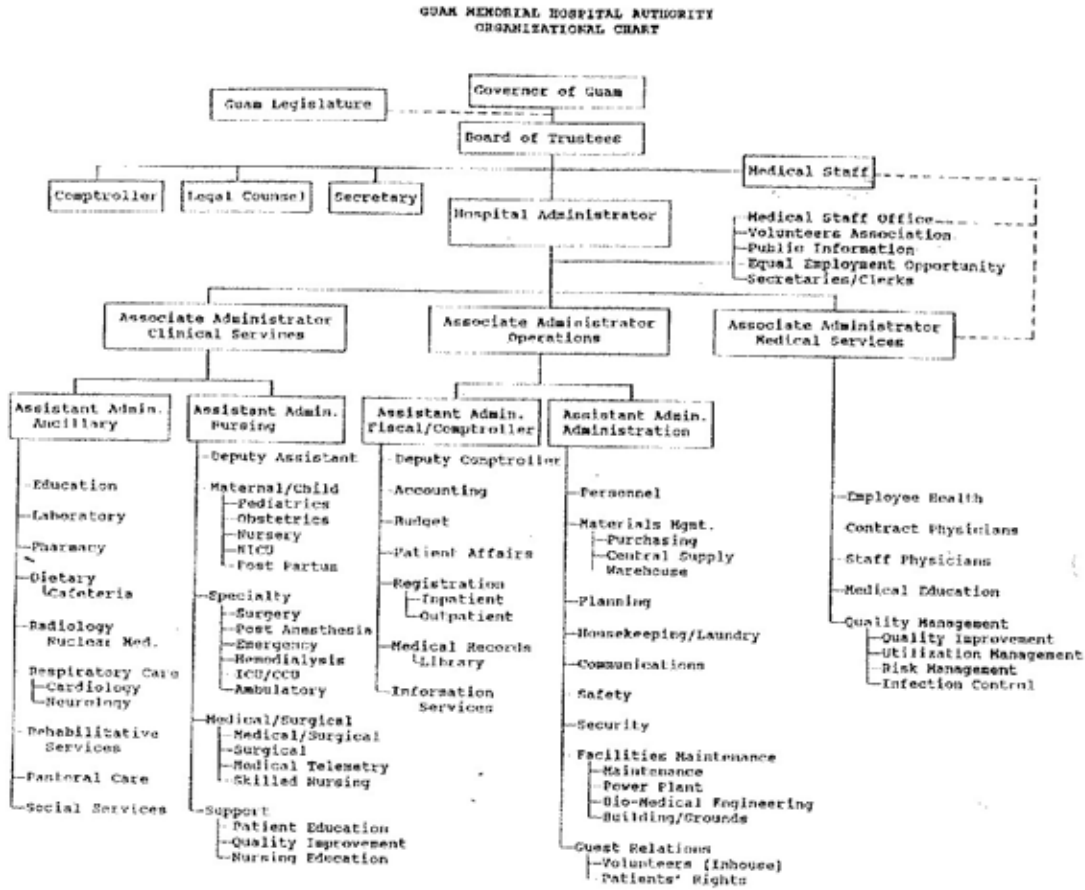 GUAM MEMORIAL HOSPITAL AUTHORITY
ORGANIZATIONAL CHART
Governor of Guam
Guam Legislature
Board of Trustees
Medical Staff
Comptroller
Legal Counsel
Secretary
Hospital Administrator
Medical Staff Office
Volunteers Association
Public Information
Equal Employment Opportunity
Secretaries/Clerks
Associate Administrator
Clinical Services
Associate Administrator
Operations
Associate Administrator
Medical Services
Assistant Admin.
Ancillary
Education
Laboratory
Pharmacy
Dietary
Cafeteria
Radiology
Nuclear Med.
Respiratory Care
Cardiology
Neurology
Rehabilitative
Services
Pastoral Care
Social Services
Assistant Admin.
Nursing
Deputy Assistant
Maternal/Child
Pediatrics
Obstetrics
Nursery
NICU
Post Partum
Specialty
Surgery
Post Anesthesia
Emergency
Hemodialysis
ICU/CCU
Ambulatory
Medical/Surgical
Medical/Surgical
Surgical
Medical Telemetry
Skilled Nursing
Support
Patient Education
Quality Improvement
Nursing Education
Assistant Admin.
Fiscal/Comptroller
Deputy Comptroller
Accounting
Budget
Patient Affairs
Registration
Inpatient
Outpatient
Medical Records
Library
Information
Services
Assistant Admin.
Administration
Personnel
Materials Mgmt.
Purchasing
Central Supply
Warehouse
Planning
Housekeeping/Laundry
Communications
Safety
Security
Facilities Maintenance
Maintenance
Power Plant
Bio-Medical Engineering
Building/Grounds
Guest Relations
Volunteers (Inhouse)
Patients' Rights
Employee Health
Contract Physicians
Staff Physicians
Medical Education
Quality Management
Quality Improvement
Utilization Management
Risk Management
Infection Control